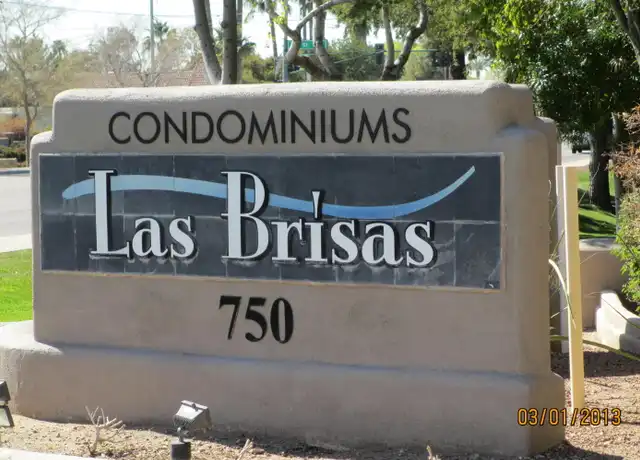 CONDOMINIUMS
Las Brisas
750
03/01/2013